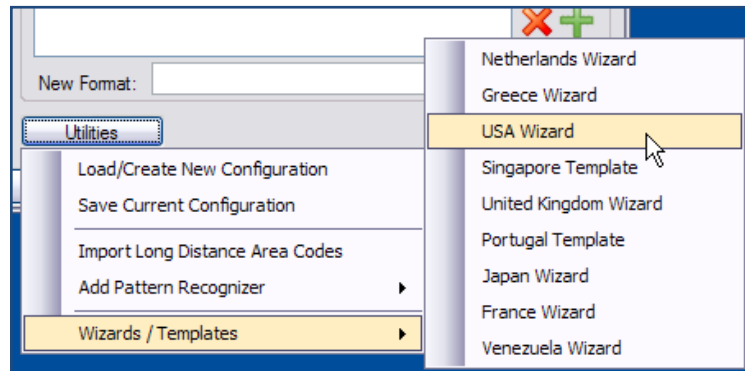 New Format:
Utilities
Load/Create New Configuration
Save Current Configuration
Import Long Distance Area Codes
Add Pattern Recognizer
Wizards / Templates
Netherlands Wizard
Greece Wizard
USA Wizard
Singapore Template
United Kingdom Wizard
Portugal Template
Japan Wizard
France Wizard
Venezuela Wizard